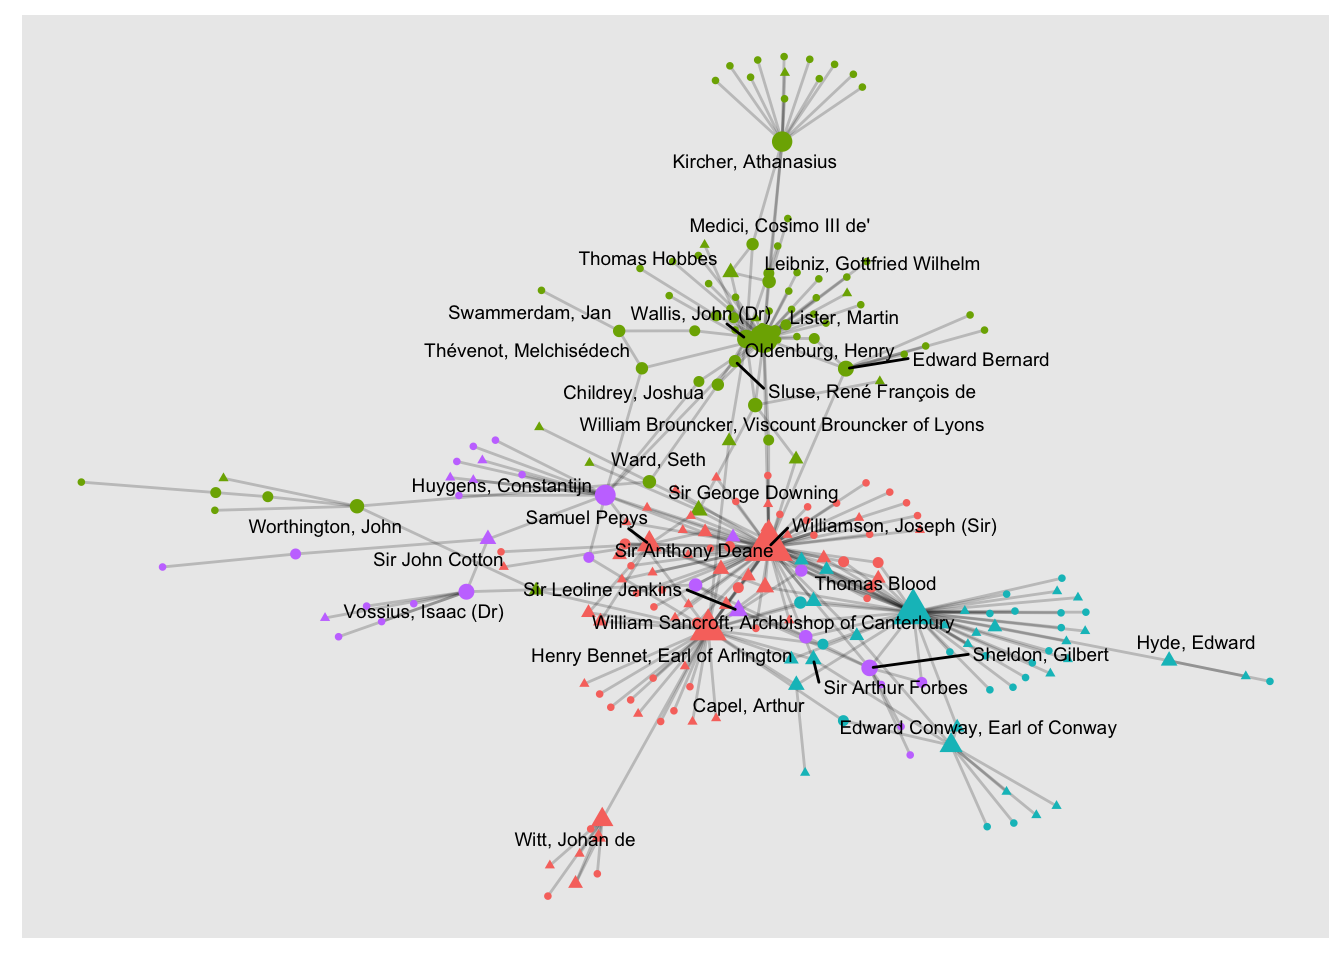 Kircher, Athanasius
Medici, Cosimo III de'
Thomas Hobbes
Leibniz, Gottfried Wilhelm
Swammerdam, Jan
Wallis, John (Dr)
Lister, Martin
Thévenot, Melchisédech
Oldenburg, Henry
Edward Bernard
Childrey, Joshua
Sluse, René François de
William Brouncker, Viscount Brouncker of Lyons
Ward, Seth
Huygens, Constantijn
Sir George Downing
Worthington, John
Samuel Pepys
Williamson, Joseph (Sir)
Sir John Cotton
Sir Anthony Deane
Sir Leoline Jenkins
Thomas Blood
Vossius, Isaac (Dr)
William Sancroft, Archbishop of Canterbury
Hyde, Edward
Henry Bennet, Earl of Arlington
Sheldon, Gilbert
Sir Arthur Forbes
Capel, Arthur
Edward Conway, Earl of Conway
Witt, Johan de